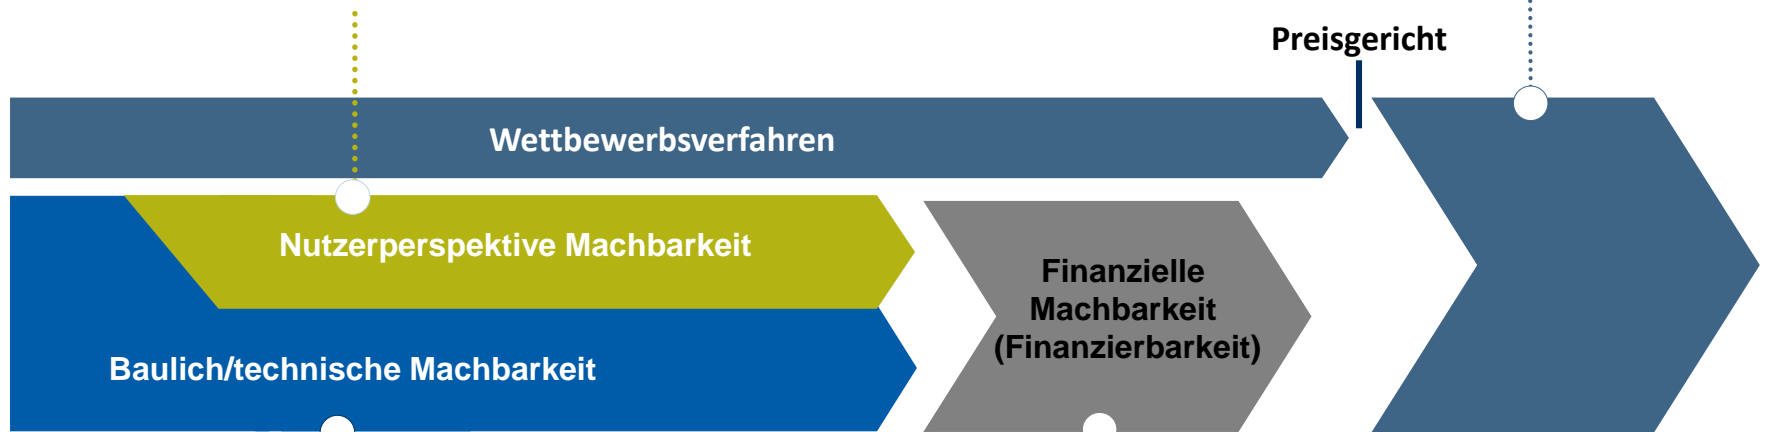 Preisgericht
Wettbewerbsverfahren
Nutzerperspektive Machbarkeit
Finanzielle
Machbarkeit
(Finanzierbarkeit)
Baulich/technische Machbarkeit